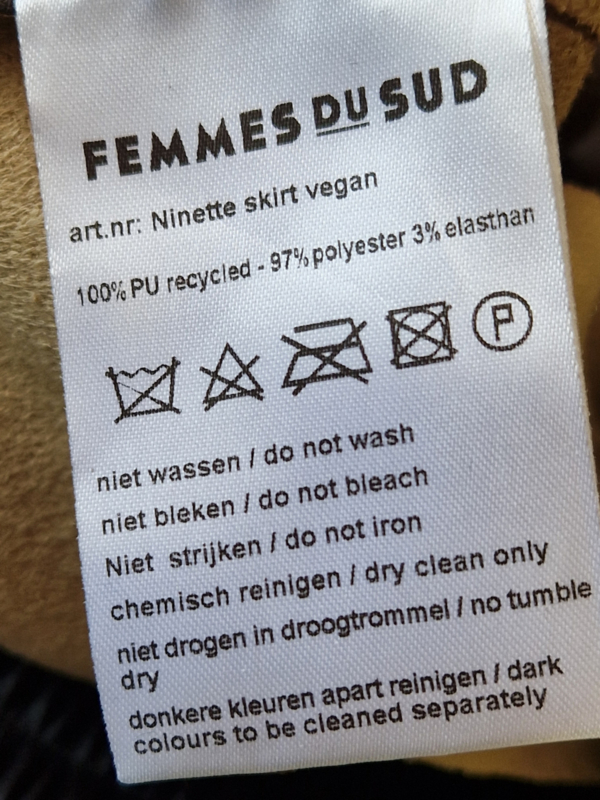 FEMMES DU SUD
art.nr: Ninette skirt vegan
100% PU recycled - 97% polyester 3% elasthan
P
niet wassen / do not wash
niet bleken / do not bleach
Niet strijken / do not iron
chemisch reinigen / dry clean only
niet drogen in droogtrommel / no tumble
dry
donkere kleuren apart reinigen / dark
colours to be cleaned separately